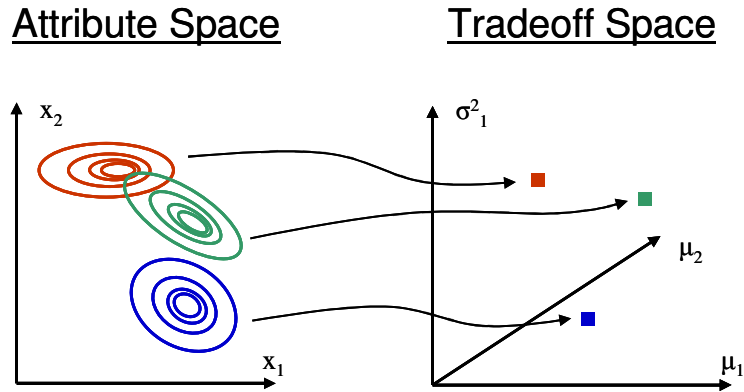 Attribute Space
Tradeoff Space
x₂
σ²₁
μ₂
x₁
μ₁